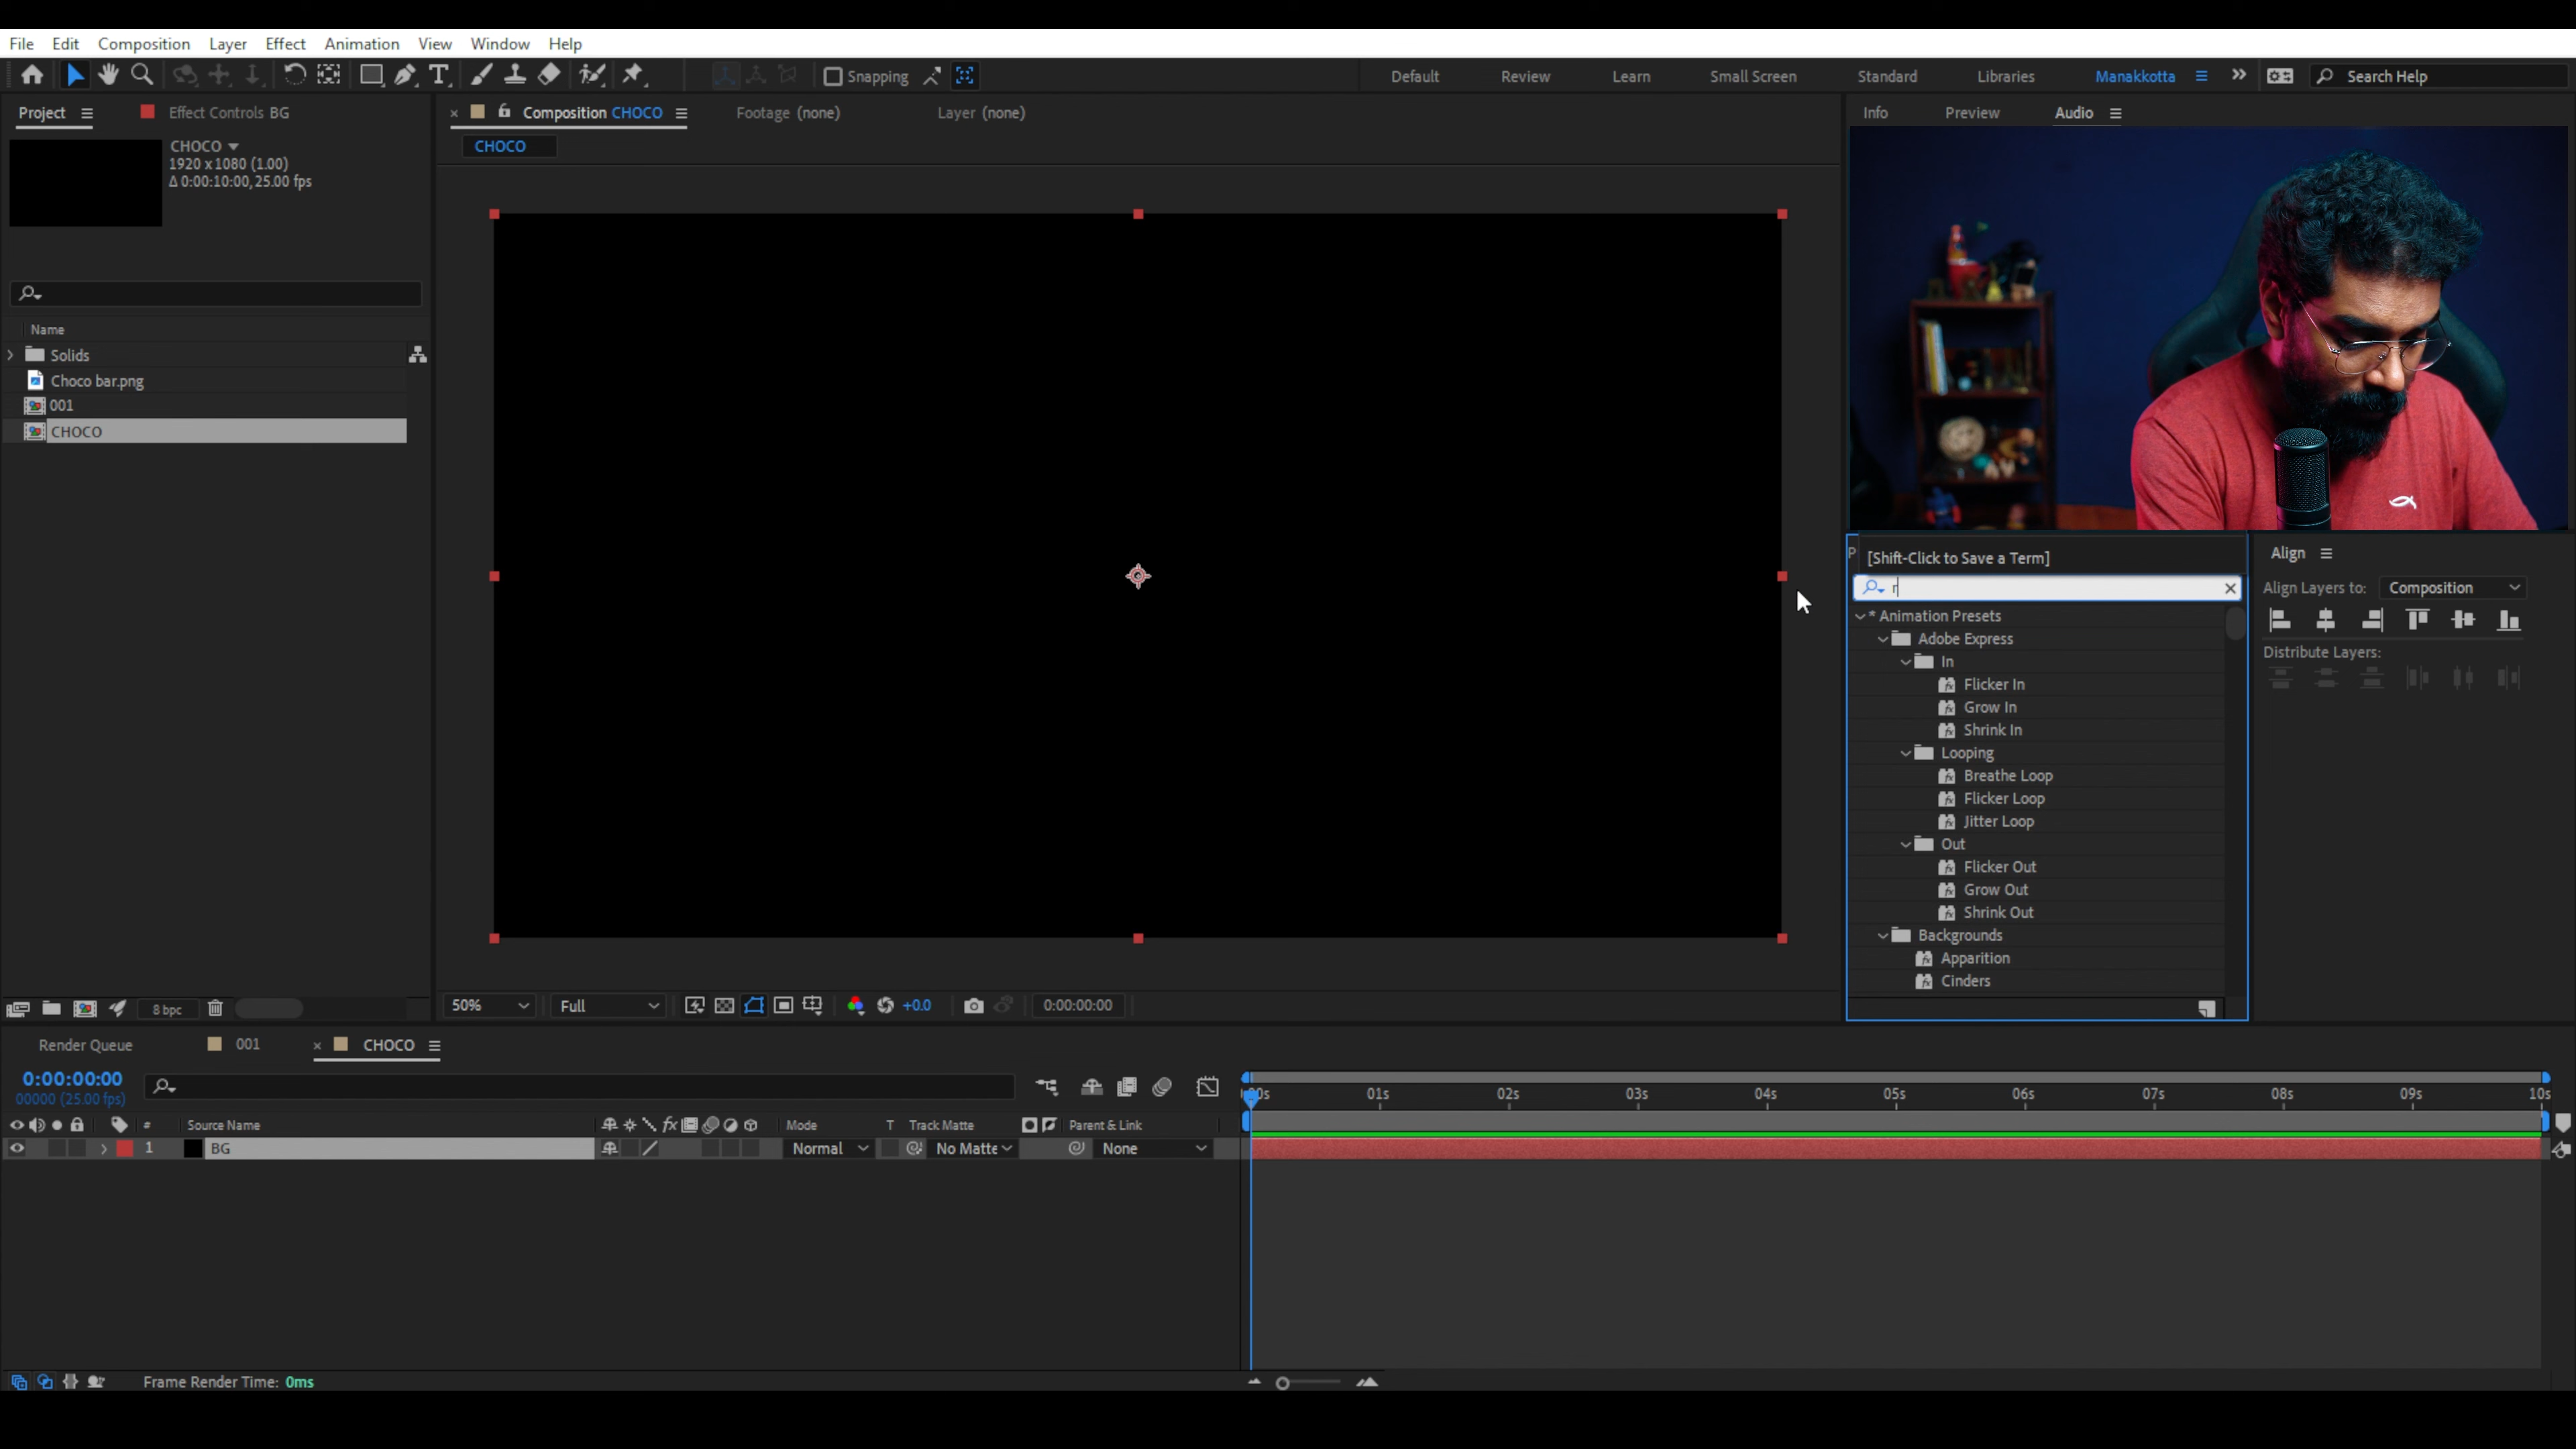 File Edit Composition Layer Effect Animation View Window Help
Snapping
Default Review Learn Small Screen Standard Libraries Manakkotta
Search Help
Project
Effect Controls BG
Composition CHOCO
Footage (none)
Layer (none)
Info Preview Audio
CHOCO
1920 x 1080 (1.00)
Δ 0:00:10:00, 25.00 fps
CHOCO
Name
Solids
Choco bar.png
001
CHOCO
P
[Shift-Click to Save a Term]
r
* Animation Presets
Adobe Express
In
Flicker In
Grow In
Shrink In
Looping
Breathe Loop
Flicker Loop
Jitter Loop
Out
Flicker Out
Grow Out
Shrink Out
Backgrounds
Apparition
Cinders
Align
Align Layers to: Composition
Distribute Layers:
8 bpc
50%
Full
+0.0
0:00:00:00
Render Queue
001
CHOCO
0:00:00:00
00000 (25.00 fps)
# Source Name
Mode
T Track Matte
Parent & Link
1 BG
Normal
No Matte
None
00s 01s 02s 03s 04s 05s 06s 07s 08s 09s 10s
Frame Render Time: 0ms